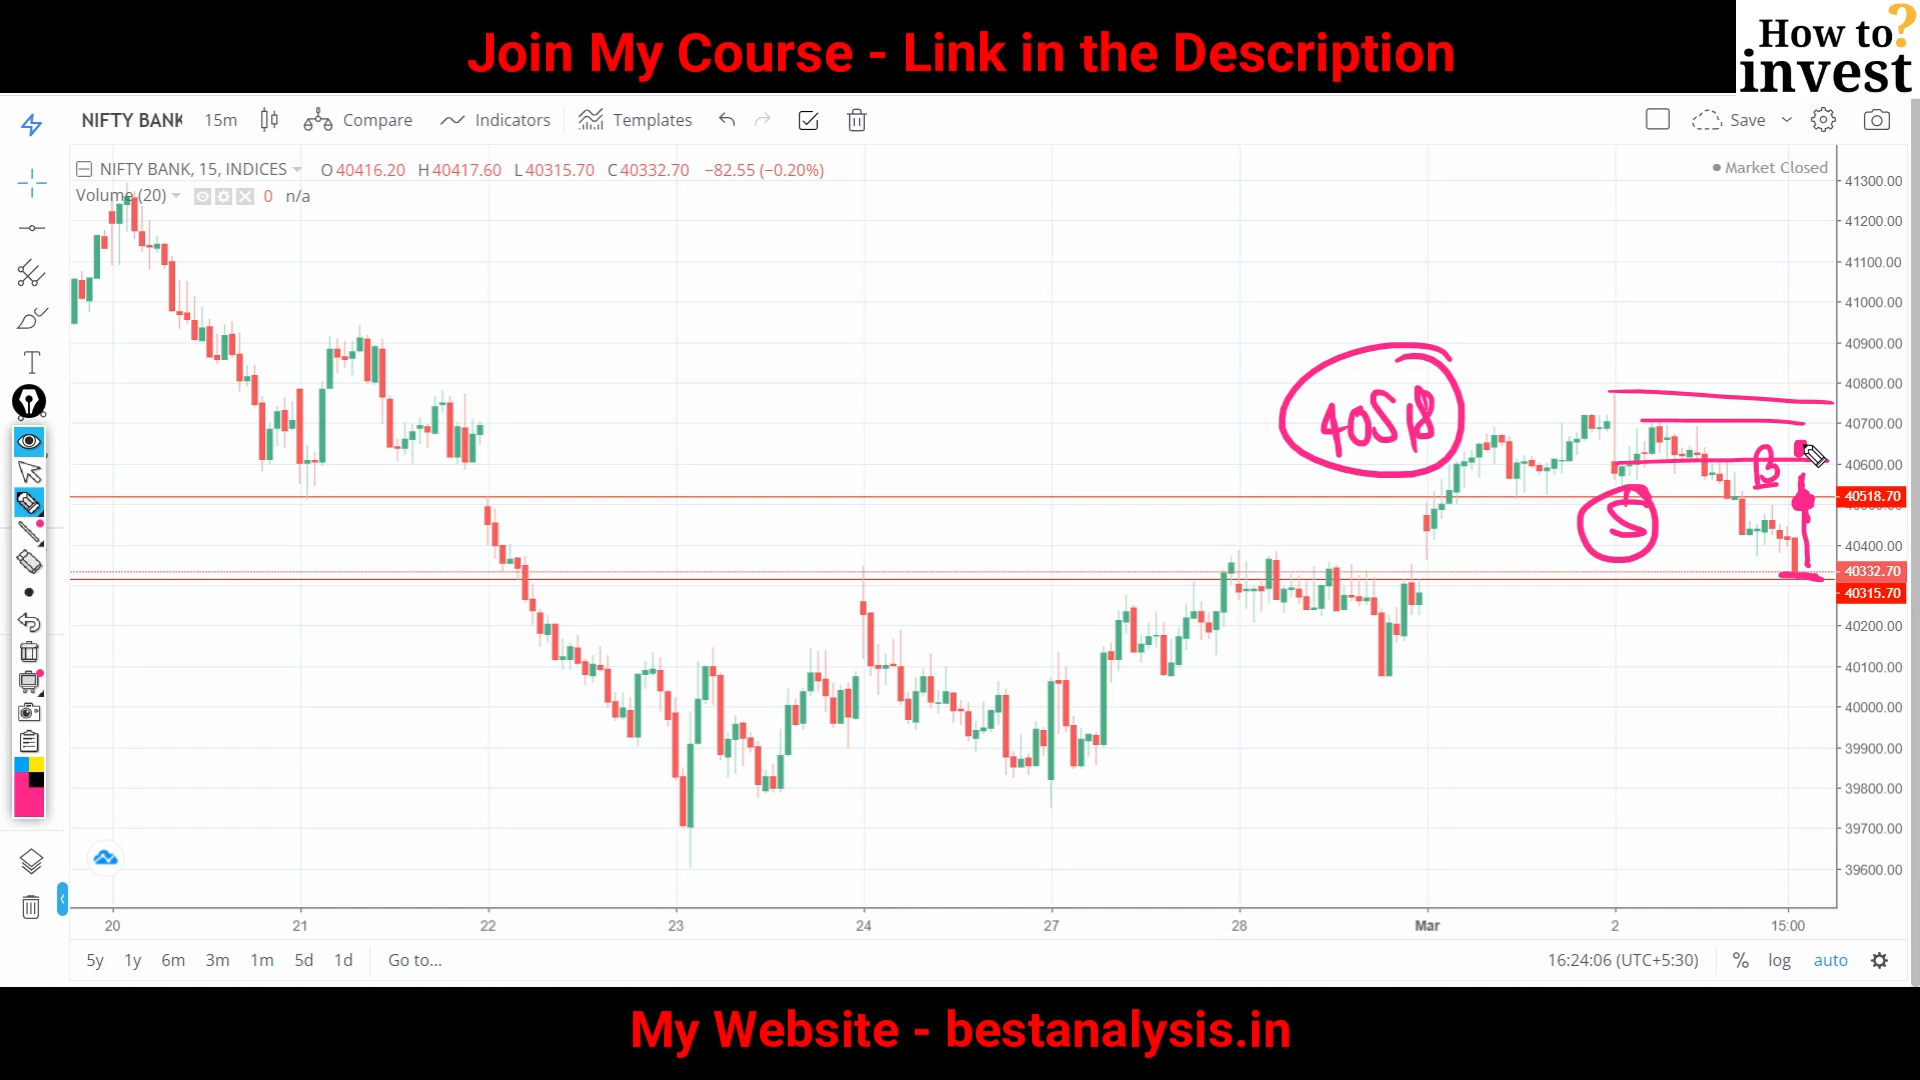 Join My Course - Link in the Description
How to?
invest
NIFTY BANK 15m Compare Indicators Templates Save
NIFTY BANK, 15, INDICES O40416.20 H40417.60 L40315.70 C40332.70 −82.55 (−0.20%)
Market Closed
Volume (20) 0 n/a
41300.00
41200.00
41100.00
41000.00
40900.00
40800.00
40700.00
40600.00
40518.70
40400.00
40332.70
40315.70
40200.00
40100.00
40000.00
39900.00
39800.00
39700.00
39600.00
40518
B
S
T
20 21 22 23 24 27 28 Mar 2 15:00
5y 1y 6m 3m 1m 5d 1d Go to... 16:24:06 (UTC+5:30) % log auto
My Website - bestanalysis.in